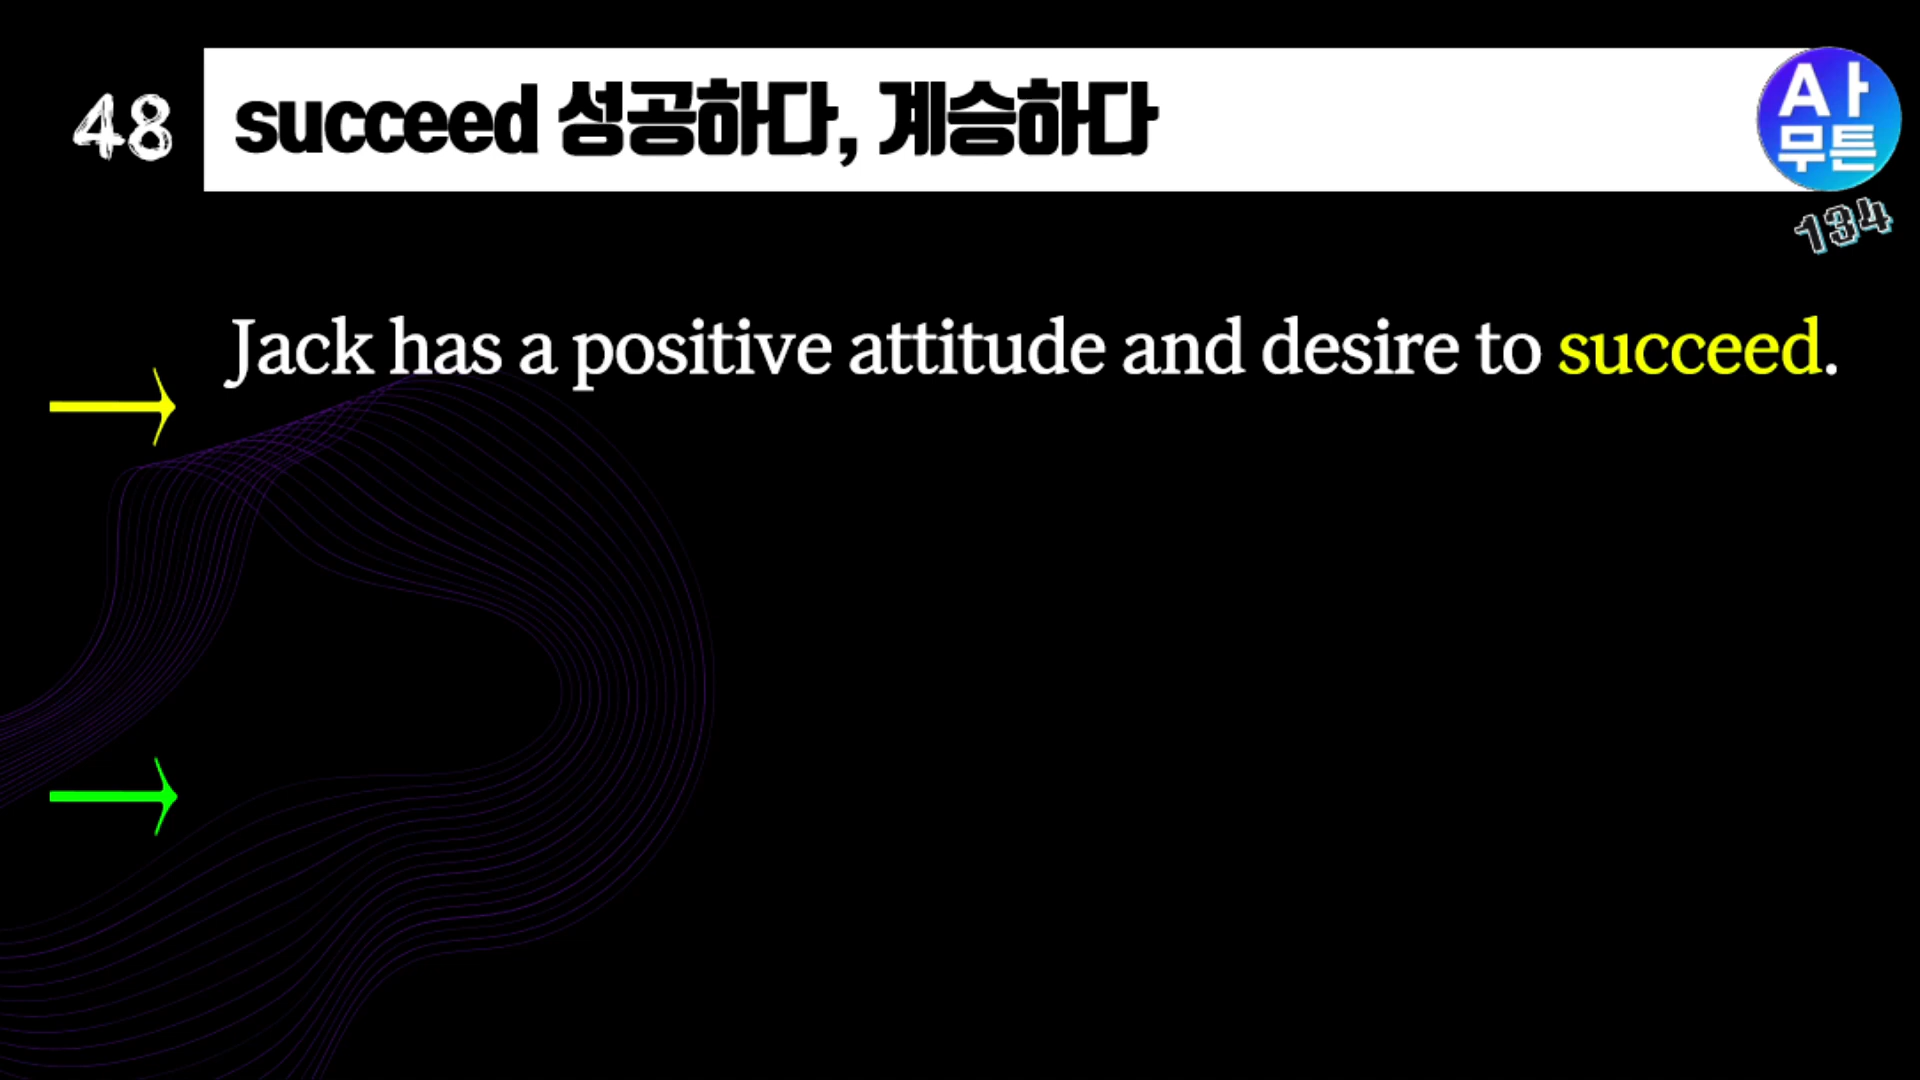 48
succeed 성공하다, 계승하다
사
무튼
134
Jack has a positive attitude and desire to succeed.